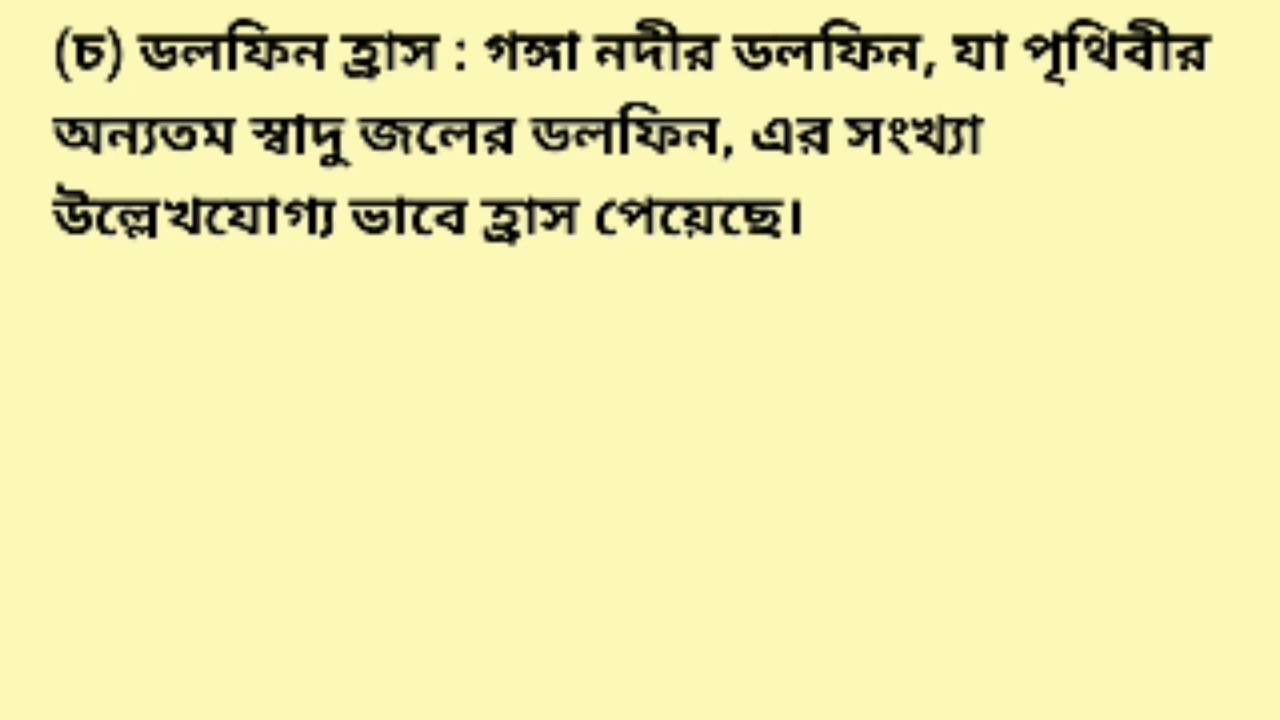 (চ) ডলফিন হ্রাস : গঙ্গা নদীর ডলফিন, যা পৃথিবীর
অন্যতম স্বাদু জলের ডলফিন, এর সংখ্যা
উল্লেখযোগ্য ভাবে হ্রাস পেয়েছে।